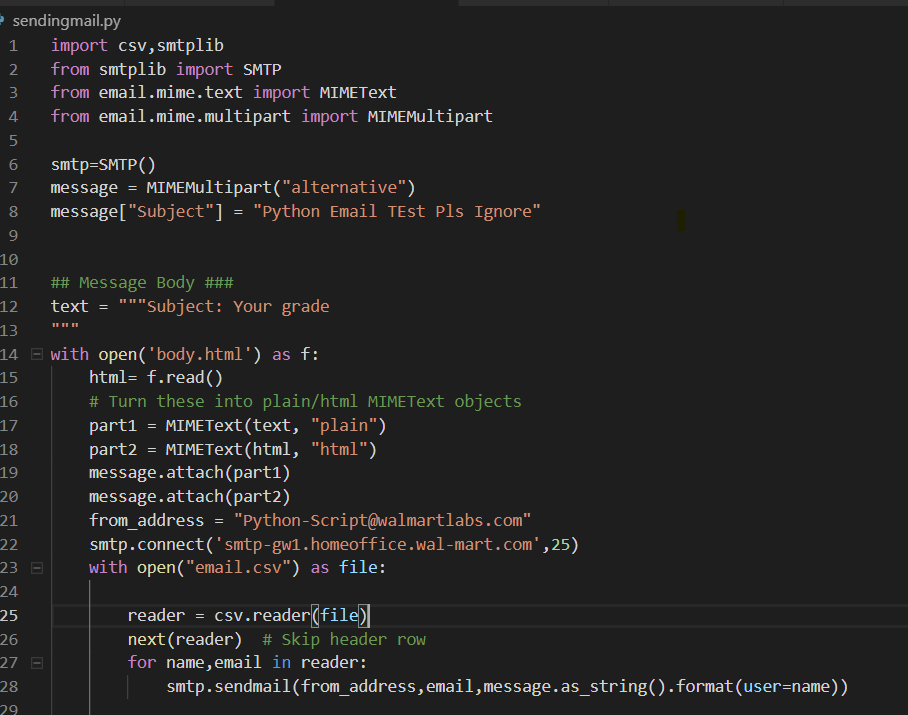 sendingmail.py
1 import csv,smtplib
2 from smtplib import SMTP
3 from email.mime.text import MIMEText
4 from email.mime.multipart import MIMEMultipart
5
6 smtp=SMTP()
7 message = MIMEMultipart("alternative")
8 message["Subject"] = "Python Email TEst Pls Ignore"
9
10
11 ## Message Body ###
12 text = """Subject: Your grade
13 """
14 with open('body.html') as f:
15     html= f.read()
16     # Turn these into plain/html MIMEText objects
17     part1 = MIMEText(text, "plain")
18     part2 = MIMEText(html, "html")
19     message.attach(part1)
20     message.attach(part2)
21     from_address = "Python-Script@walmartlabs.com"
22     smtp.connect('smtp-gw1.homeoffice.wal-mart.com',25)
23     with open("email.csv") as file:
24
25         reader = csv.reader(file)
26         next(reader)  # Skip header row
27         for name,email in reader:
28             smtp.sendmail(from_address,email,message.as_string().format(user=name))
29